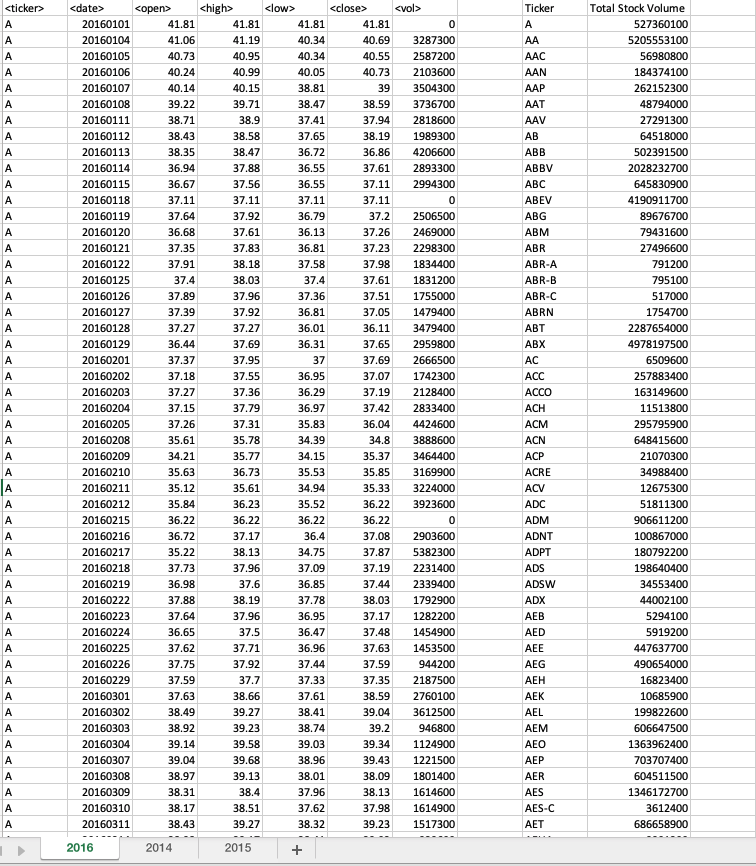 <ticker> <date> <open> <high> <low> <close> <vol> Ticker Total Stock Volume
A 20160101 41.81 41.81 41.81 41.81 0 A 527360100
A 20160104 41.06 41.19 40.34 40.69 3287300 AA 5205553100
A 20160105 40.73 40.95 40.34 40.55 2587200 AAC 56980800
A 20160106 40.24 40.99 40.05 40.73 2103600 AAN 184374100
A 20160107 40.14 40.15 38.81 39 3504300 AAP 262152300
A 20160108 39.22 39.71 38.47 38.59 3736700 AAT 48794000
A 20160111 38.71 38.9 37.41 37.94 2818600 AAV 27291300
A 20160112 38.43 38.58 37.65 38.19 1989300 AB 64518000
A 20160113 38.35 38.47 36.72 36.86 4206600 ABB 502391500
A 20160114 36.94 37.88 36.55 37.61 2893300 ABBV 2028232700
A 20160115 36.67 37.56 36.55 37.11 2994300 ABC 645830900
A 20160118 37.11 37.11 37.11 37.11 0 ABEV 4190911700
A 20160119 37.64 37.92 36.79 37.2 2506500 ABG 89676700
A 20160120 36.68 37.61 36.13 37.26 2469000 ABM 79431600
A 20160121 37.35 37.83 36.81 37.23 2298300 ABR 27496600
A 20160122 37.91 38.18 37.58 37.98 1834400 ABR-A 791200
A 20160125 37.4 38.03 37.4 37.61 1831200 ABR-B 795100
A 20160126 37.89 37.96 37.36 37.51 1755000 ABR-C 517000
A 20160127 37.39 37.92 36.81 37.05 1479400 ABRN 1754700
A 20160128 37.27 37.27 36.01 36.11 3479400 ABT 2287654000
A 20160129 36.44 37.69 36.31 37.65 2959800 ABX 4978197500
A 20160201 37.37 37.95 37 37.69 2666500 AC 6509600
A 20160202 37.18 37.55 36.95 37.07 1742300 ACC 257883400
A 20160203 37.27 37.36 36.29 37.19 2128400 ACCO 163149600
A 20160204 37.15 37.79 36.97 37.42 2833400 ACH 11513800
A 20160205 37.26 37.31 35.83 36.04 4424600 ACM 295795900
A 20160208 35.61 35.78 34.39 34.8 3888600 ACN 648415600
A 20160209 34.21 35.77 34.15 35.37 3464400 ACP 21070300
A 20160210 35.63 36.73 35.53 35.85 3169900 ACRE 34988400
A 20160211 35.12 35.61 34.94 35.33 3224000 ACV 12675300
A 20160212 35.84 36.23 35.52 36.22 3923600 ADC 51811300
A 20160215 36.22 36.22 36.22 36.22 0 ADM 906611200
A 20160216 36.72 37.17 36.4 37.08 2903600 ADNT 100867000
A 20160217 35.22 38.13 34.75 37.87 5382300 ADPT 180792200
A 20160218 37.73 37.96 37.09 37.19 2231400 ADS 198640400
A 20160219 36.98 37.6 36.85 37.44 2339400 ADSW 34553400
A 20160222 37.88 38.19 37.78 38.03 1792900 ADX 44002100
A 20160223 37.64 37.96 36.95 37.17 1282200 AEB 5294100
A 20160224 36.65 37.5 36.47 37.48 1454900 AED 5919200
A 20160225 37.62 37.71 36.96 37.63 1453500 AEE 447637700
A 20160226 37.75 37.92 37.44 37.59 944200 AEG 490654000
A 20160229 37.59 37.7 37.33 37.35 2187500 AEH 16823400
A 20160301 37.63 38.66 37.61 38.59 2760100 AEK 10685900
A 20160302 38.49 39.27 38.41 39.04 3612500 AEL 199822600
A 20160303 38.92 39.23 38.74 39.2 946800 AEM 606647500
A 20160304 39.14 39.58 39.03 39.34 1124900 AEO 1363962400
A 20160307 39.04 39.68 38.96 39.43 1221500 AEP 703707400
A 20160308 38.97 39.13 38.01 38.09 1801400 AER 604511500
A 20160309 38.31 38.4 37.96 38.13 1614600 AES 1346172700
A 20160310 38.17 38.51 37.62 37.98 1614900 AES-C 3612400
A 20160311 38.43 39.27 38.32 39.23 1517300 AET 686658900
2016 2014 2015 +